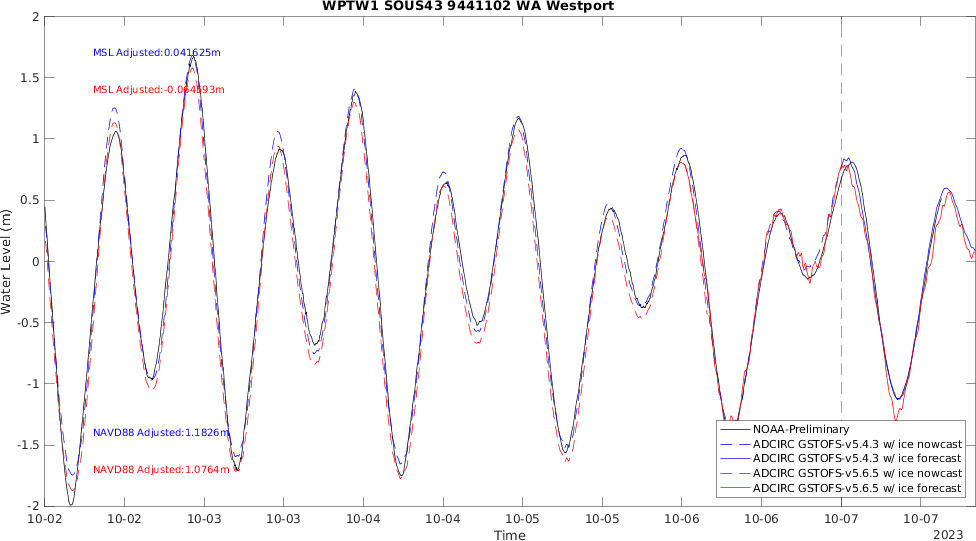 WPTW1 SOUS43 9441102 WA Westport
2
1.5
1
0.5
0
-0.5
-1
-1.5
-2
Water Level (m)
MSL Adjusted:0.041625m
MSL Adjusted:-0.064593m
NAVD88 Adjusted:1.1826m
NAVD88 Adjusted:1.0764m
NOAA-Preliminary
ADCIRC GSTOFS-v5.4.3 w/ ice nowcast
ADCIRC GSTOFS-v5.4.3 w/ ice forecast
ADCIRC GSTOFS-v5.6.5 w/ ice nowcast
ADCIRC GSTOFS-v5.6.5 w/ ice forecast
10-02 10-02 10-03 10-03 10-04 10-04 10-05 10-05 10-06 10-06 10-07 10-07
Time
2023